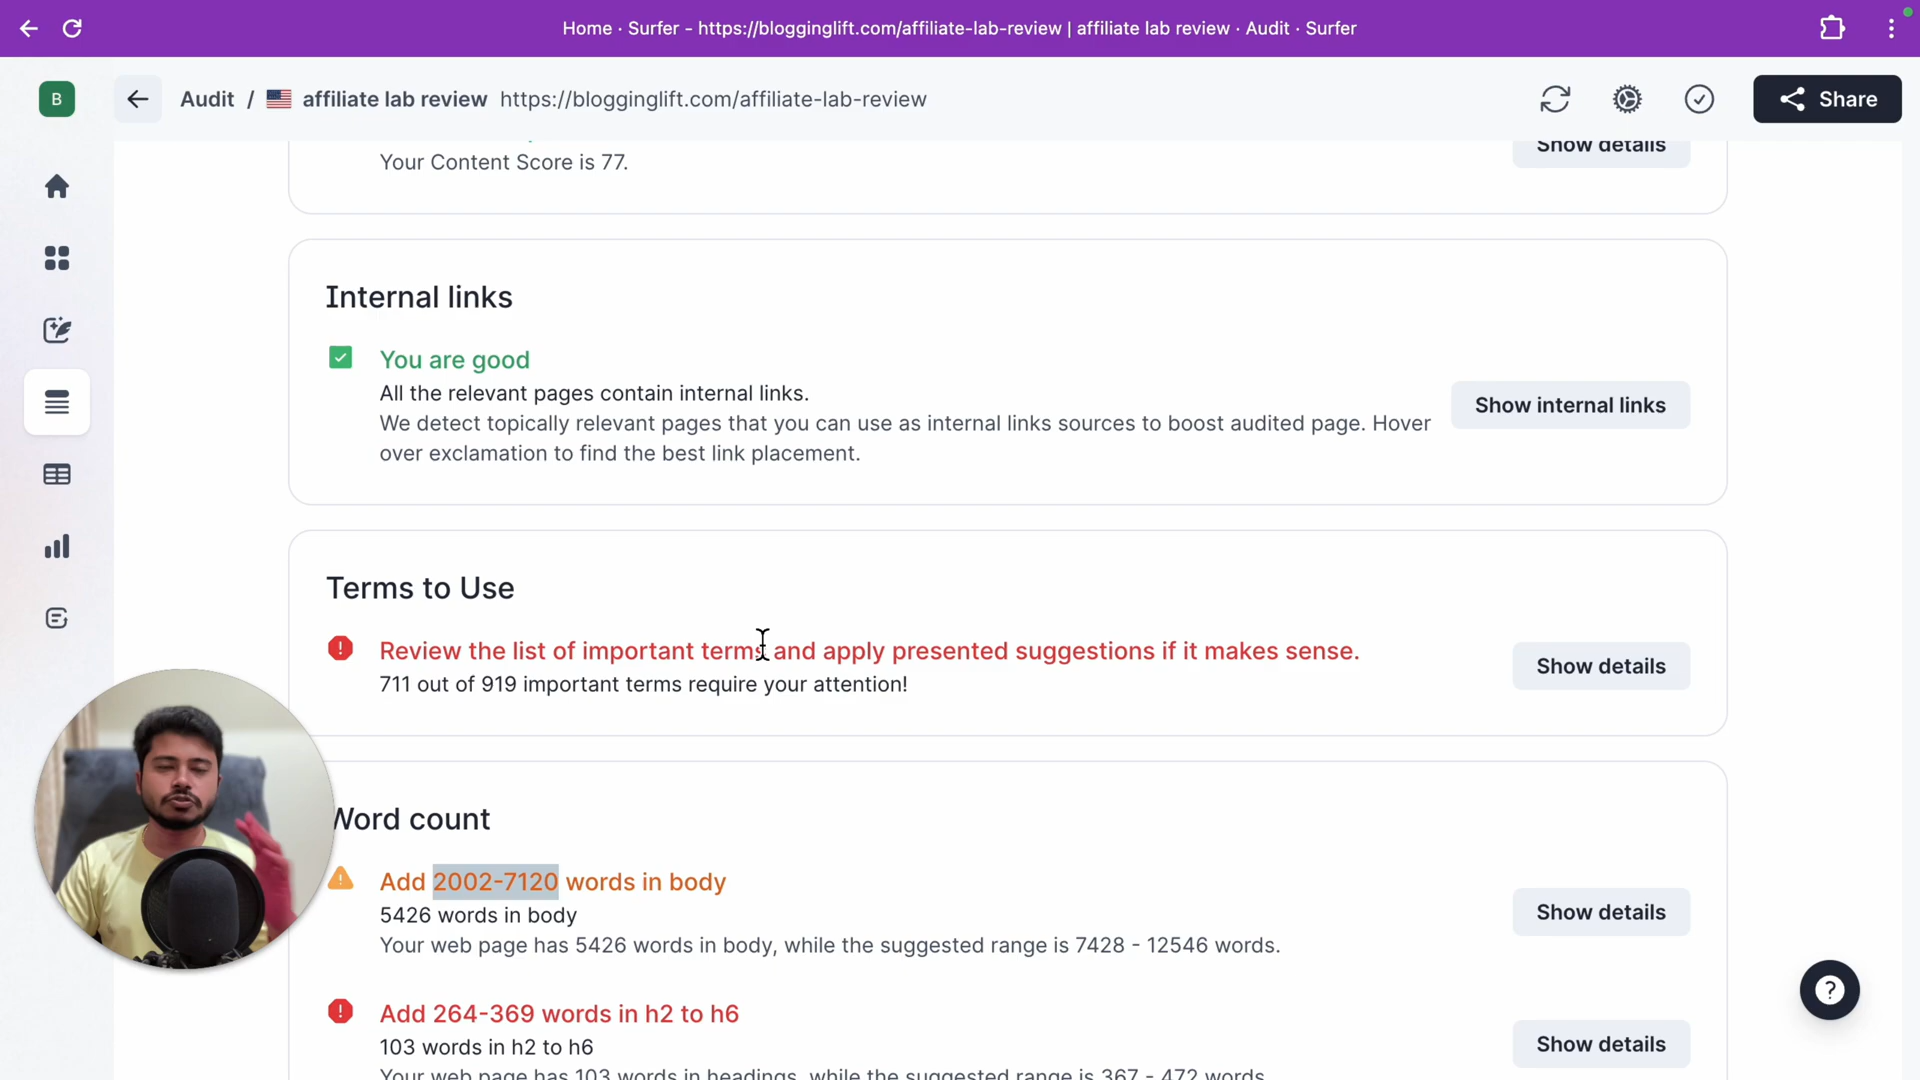 Home · Surfer - https://blogginglift.com/affiliate-lab-review | affiliate lab review · Audit · Surfer
B
Audit / affiliate lab review https://blogginglift.com/affiliate-lab-review
Share
Your Content Score is 77.
Show details
Internal links
You are good
All the relevant pages contain internal links.
We detect topically relevant pages that you can use as internal links sources to boost audited page. Hover
over exclamation to find the best link placement.
Show internal links
Terms to Use
Review the list of important terms and apply presented suggestions if it makes sense.
711 out of 919 important terms require your attention!
Show details
Word count
Add 2002-7120 words in body
5426 words in body
Your web page has 5426 words in body, while the suggested range is 7428 - 12546 words.
Show details
Add 264-369 words in h2 to h6
103 words in h2 to h6
Your web page has 103 words in headings, while the suggested range is 367 - 472 words.
Show details